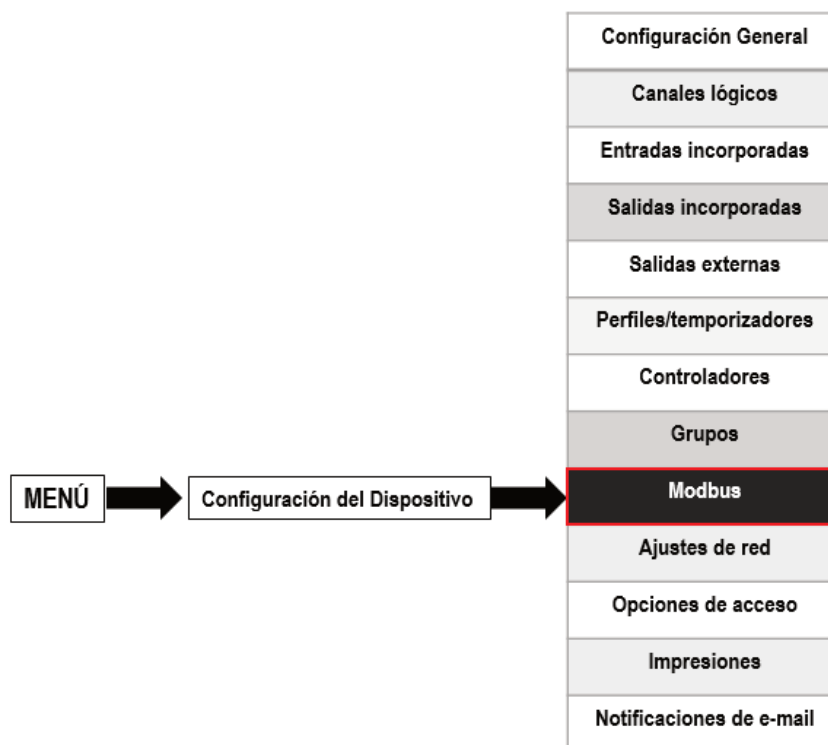 Configuración General
Canales lógicos
Entradas incorporadas
Salidas incorporadas
Salidas externas
Perfiles/temporizadores
Controladores
Grupos
MENÚ
Configuración del Dispositivo
Modbus
Ajustes de red
Opciones de acceso
Impresiones
Notificaciones de e-mail